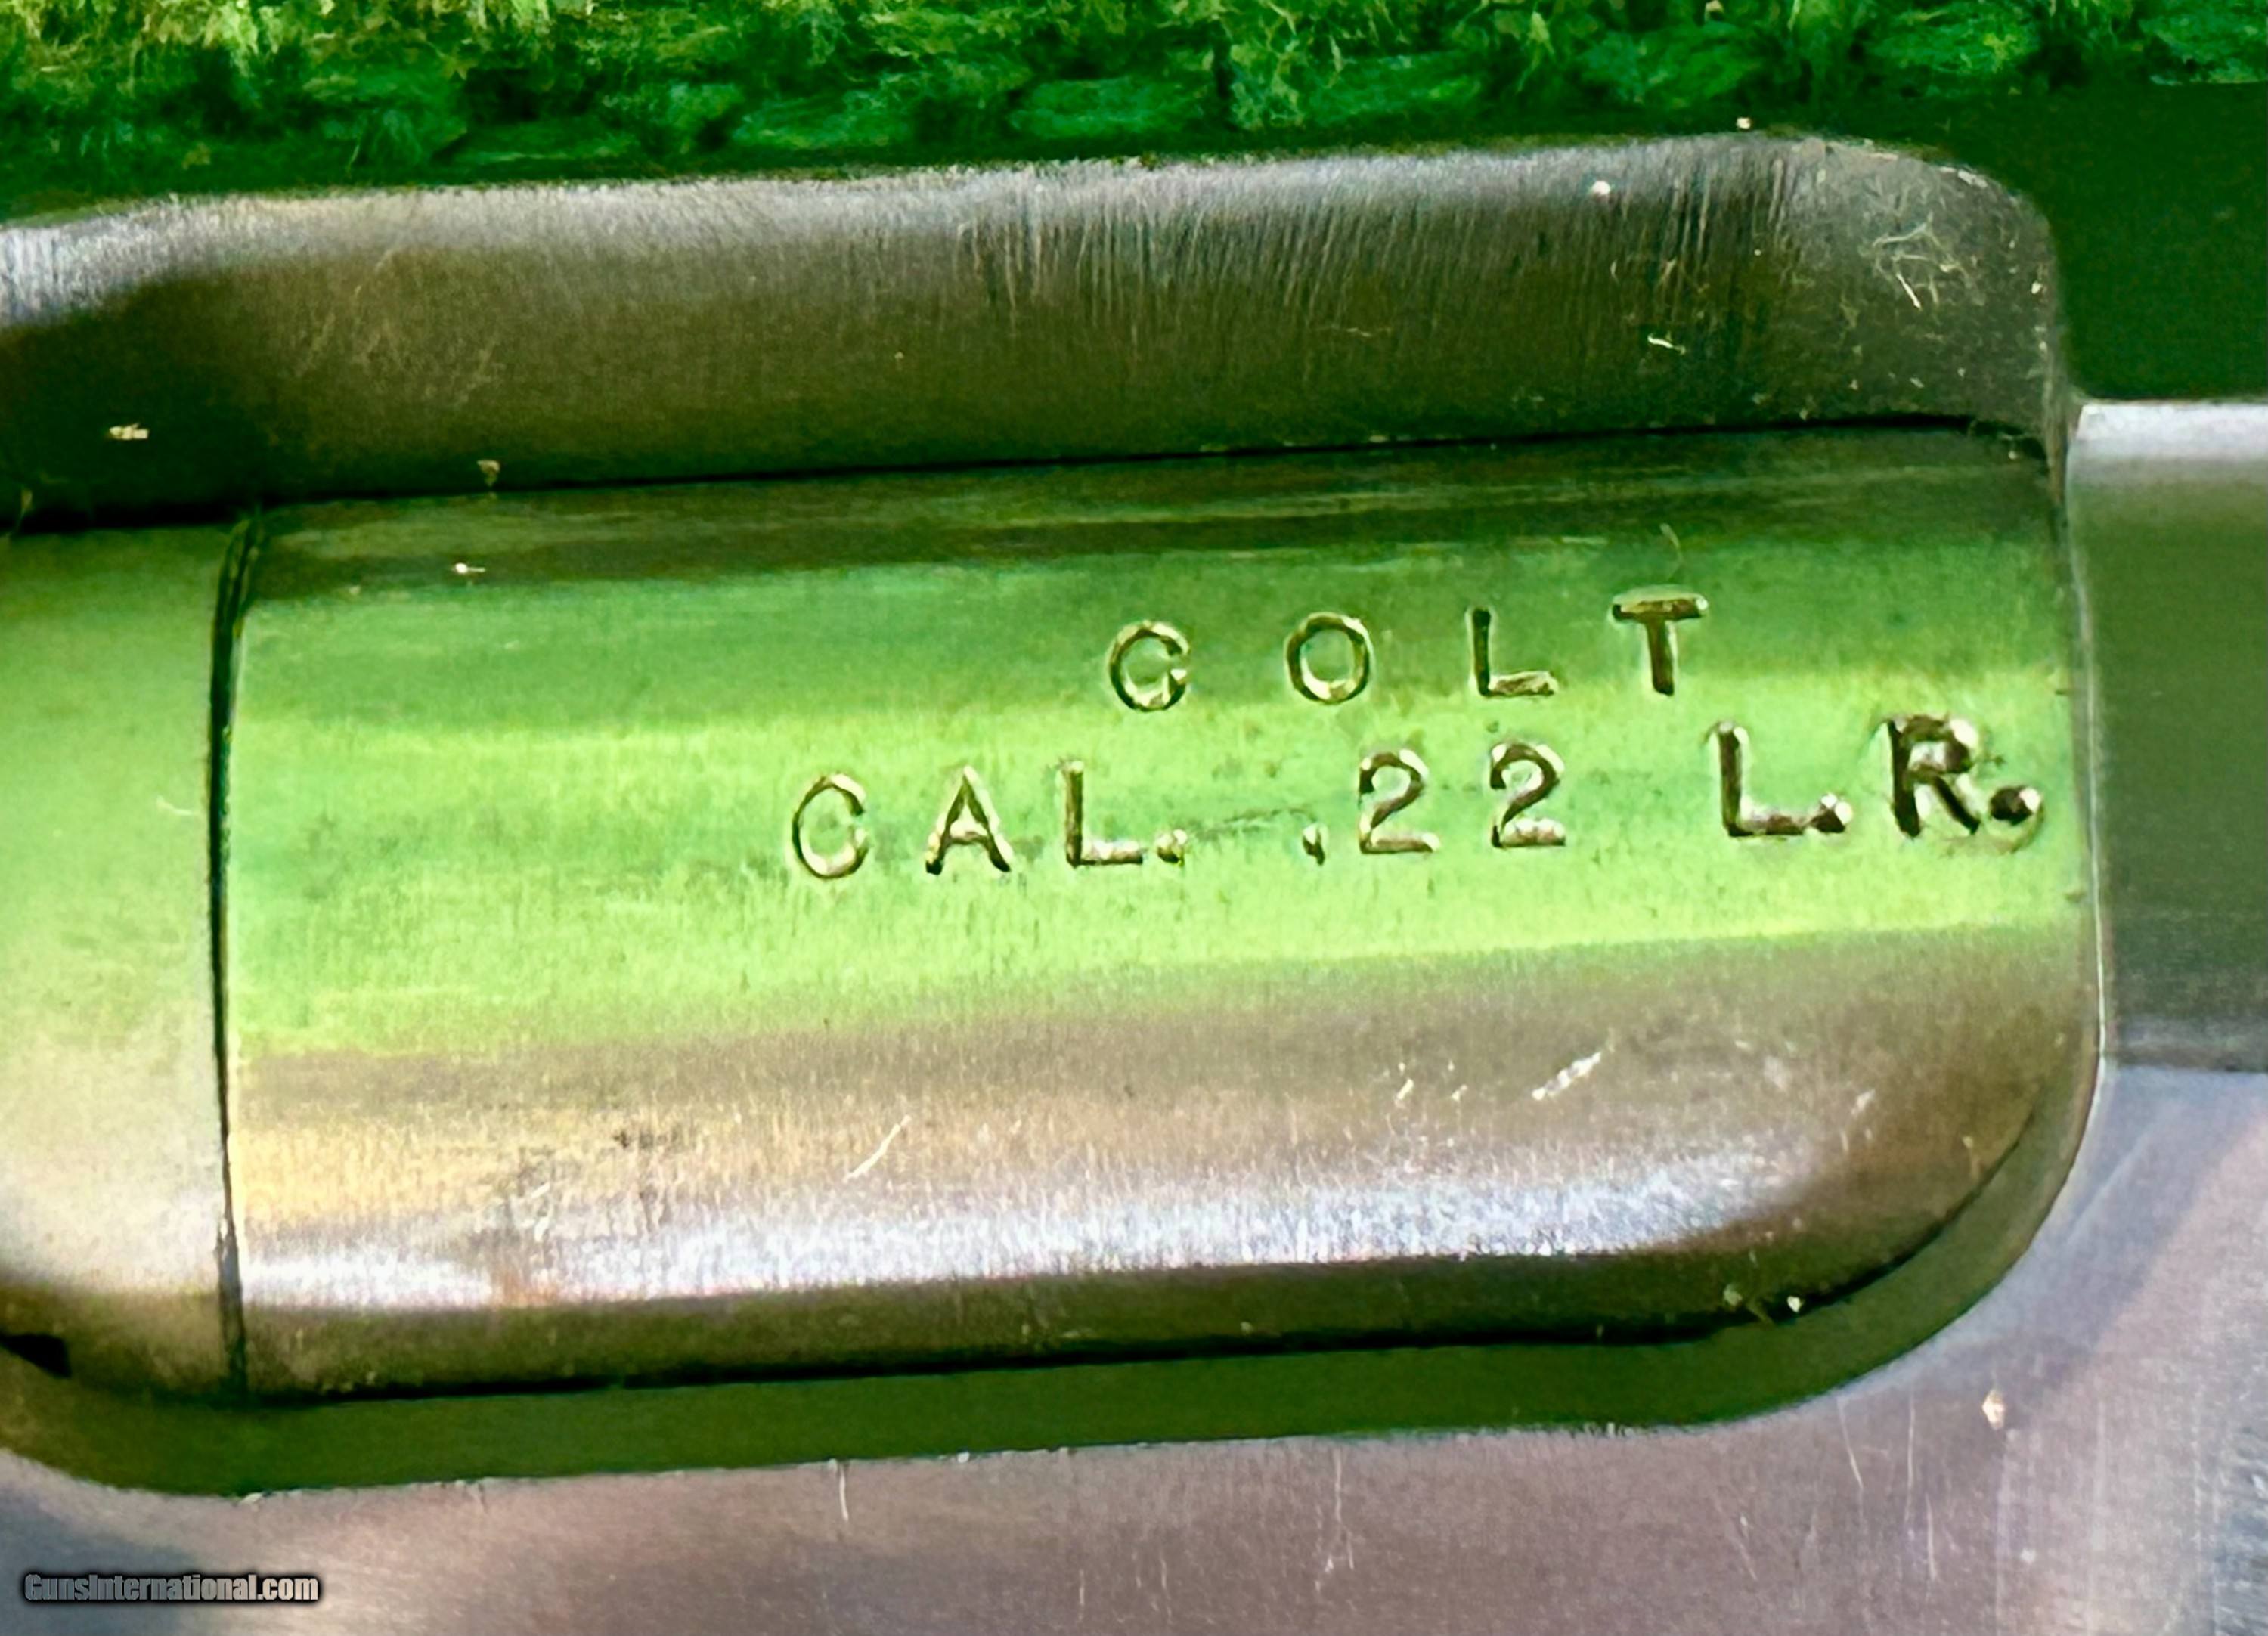 COLT
CAL. .22 L.R.
GunsInternational.com